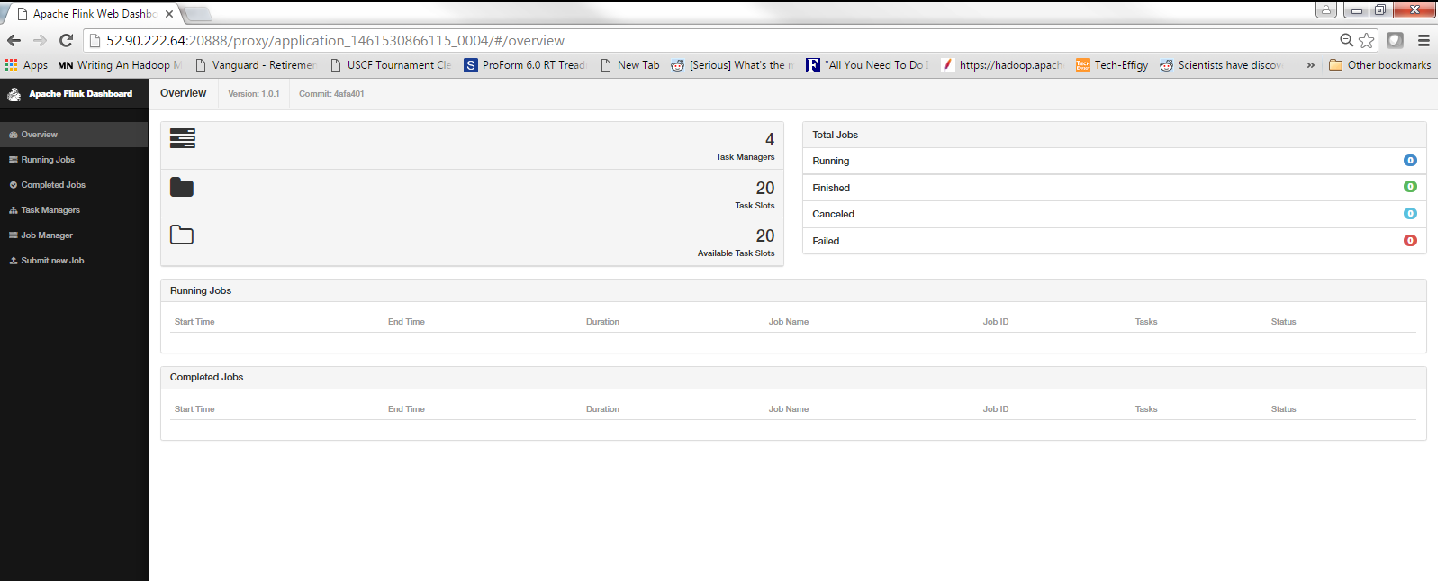 Apache Flink Web Dashbo
52.90.222.64:20888/proxy/application_1461530866115_0004/#/overview
Apps MN Writing An Hadoop M Vanguard - Retiremen USCF Tournament Cle S ProForm 6.0 RT Tread New Tab [Serious] What's the m F "All You Need To Do I https://hadoop.apach Tech-Effigy Scientists have discov » Other bookmarks
Apache Flink Dashboard
Overview
Running Jobs
Completed Jobs
Task Managers
Job Manager
Submit new Job
Overview Version: 1.0.1 Commit: 4afa401
4
Task Managers
20
Task Slots
20
Available Task Slots
Total Jobs
Running 0
Finished 0
Canceled 0
Failed 0
Running Jobs
Start Time End Time Duration Job Name Job ID Tasks Status
Completed Jobs
Start Time End Time Duration Job Name Job ID Tasks Status